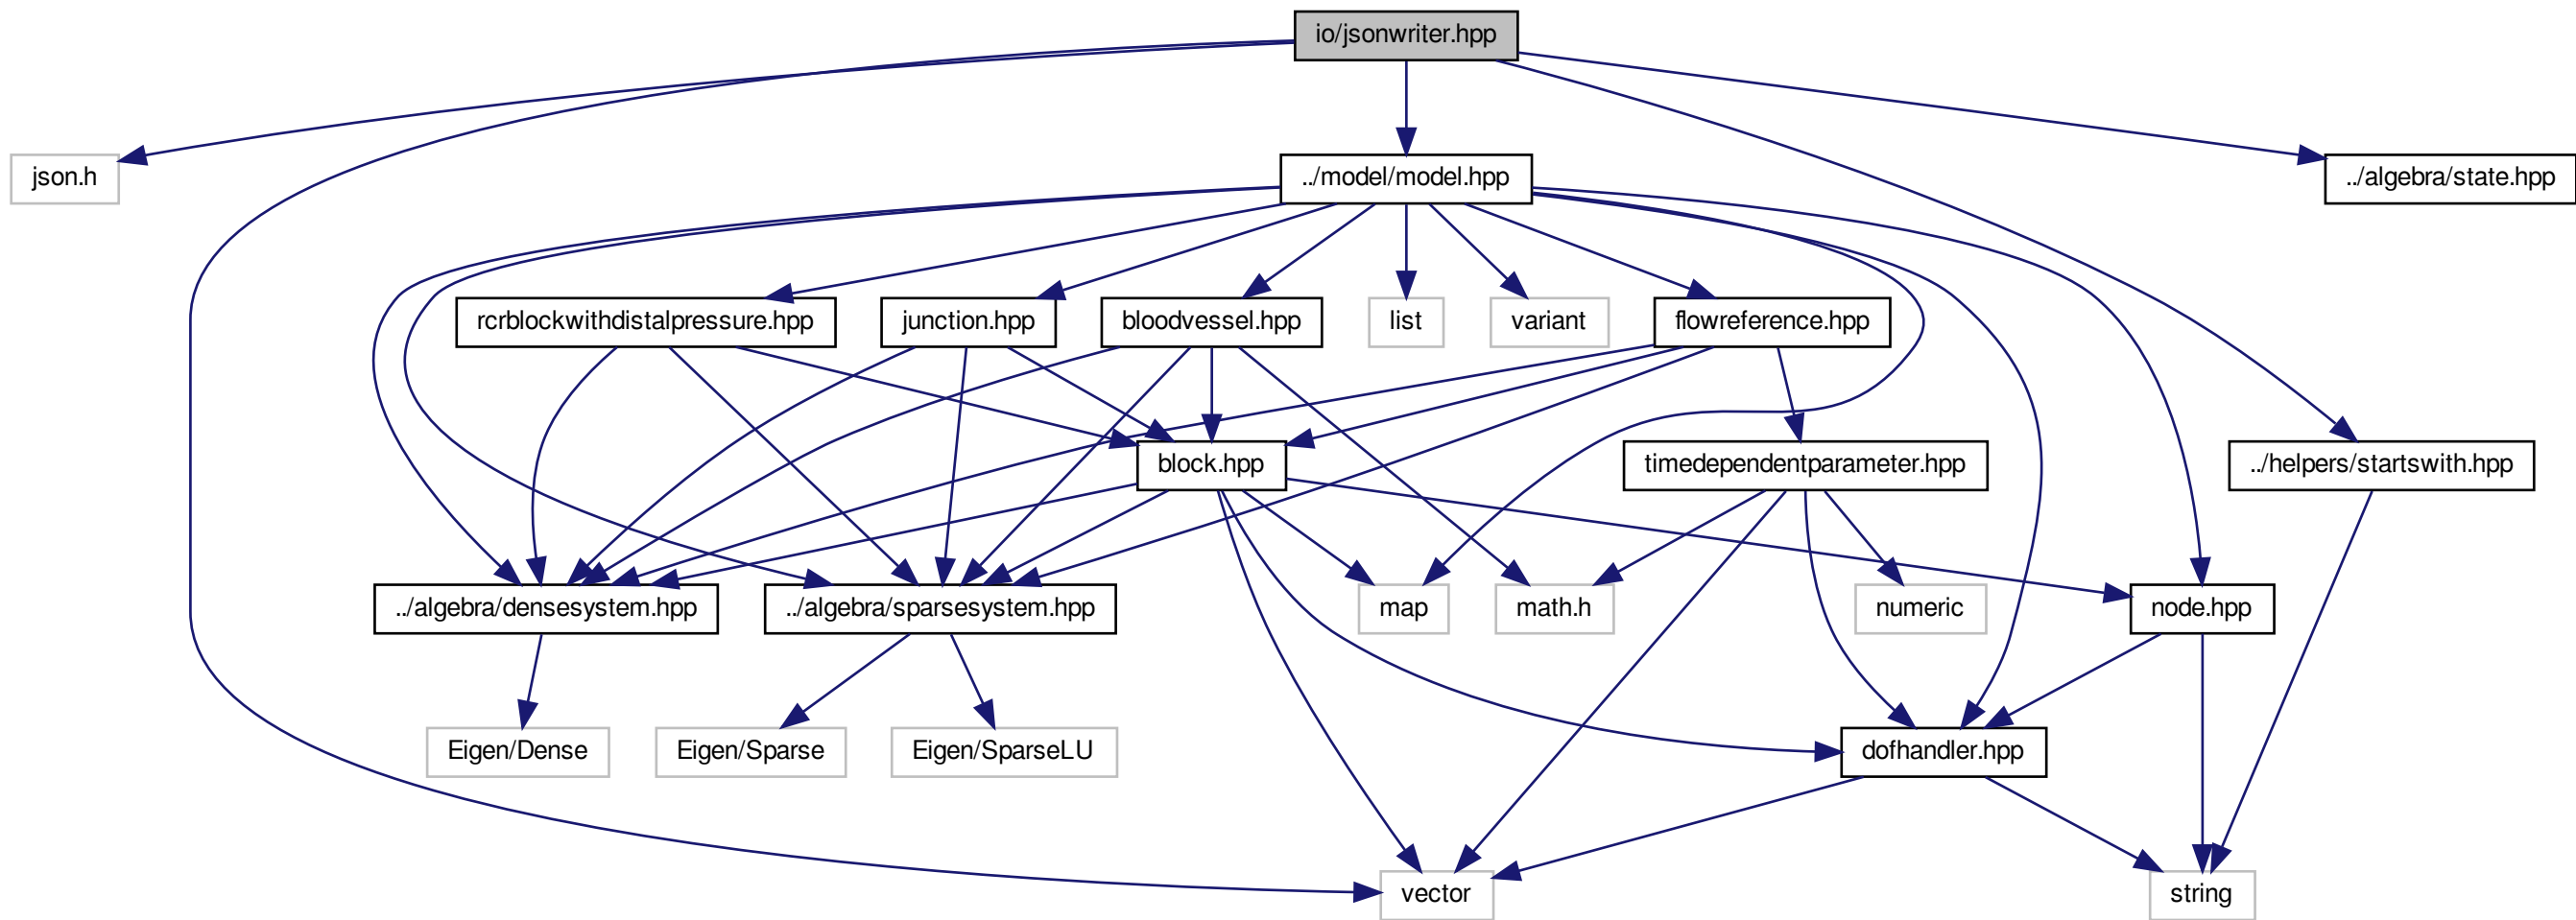 io/jsonwriter.hpp
json.h
../model/model.hpp
../algebra/state.hpp
rcrblockwithdistalpressure.hpp
junction.hpp
bloodvessel.hpp
list
variant
flowreference.hpp
block.hpp
timedependentparameter.hpp
../helpers/startswith.hpp
../algebra/densesystem.hpp
../algebra/sparsesystem.hpp
map
math.h
numeric
node.hpp
Eigen/Dense
Eigen/Sparse
Eigen/SparseLU
dofhandler.hpp
vector
string